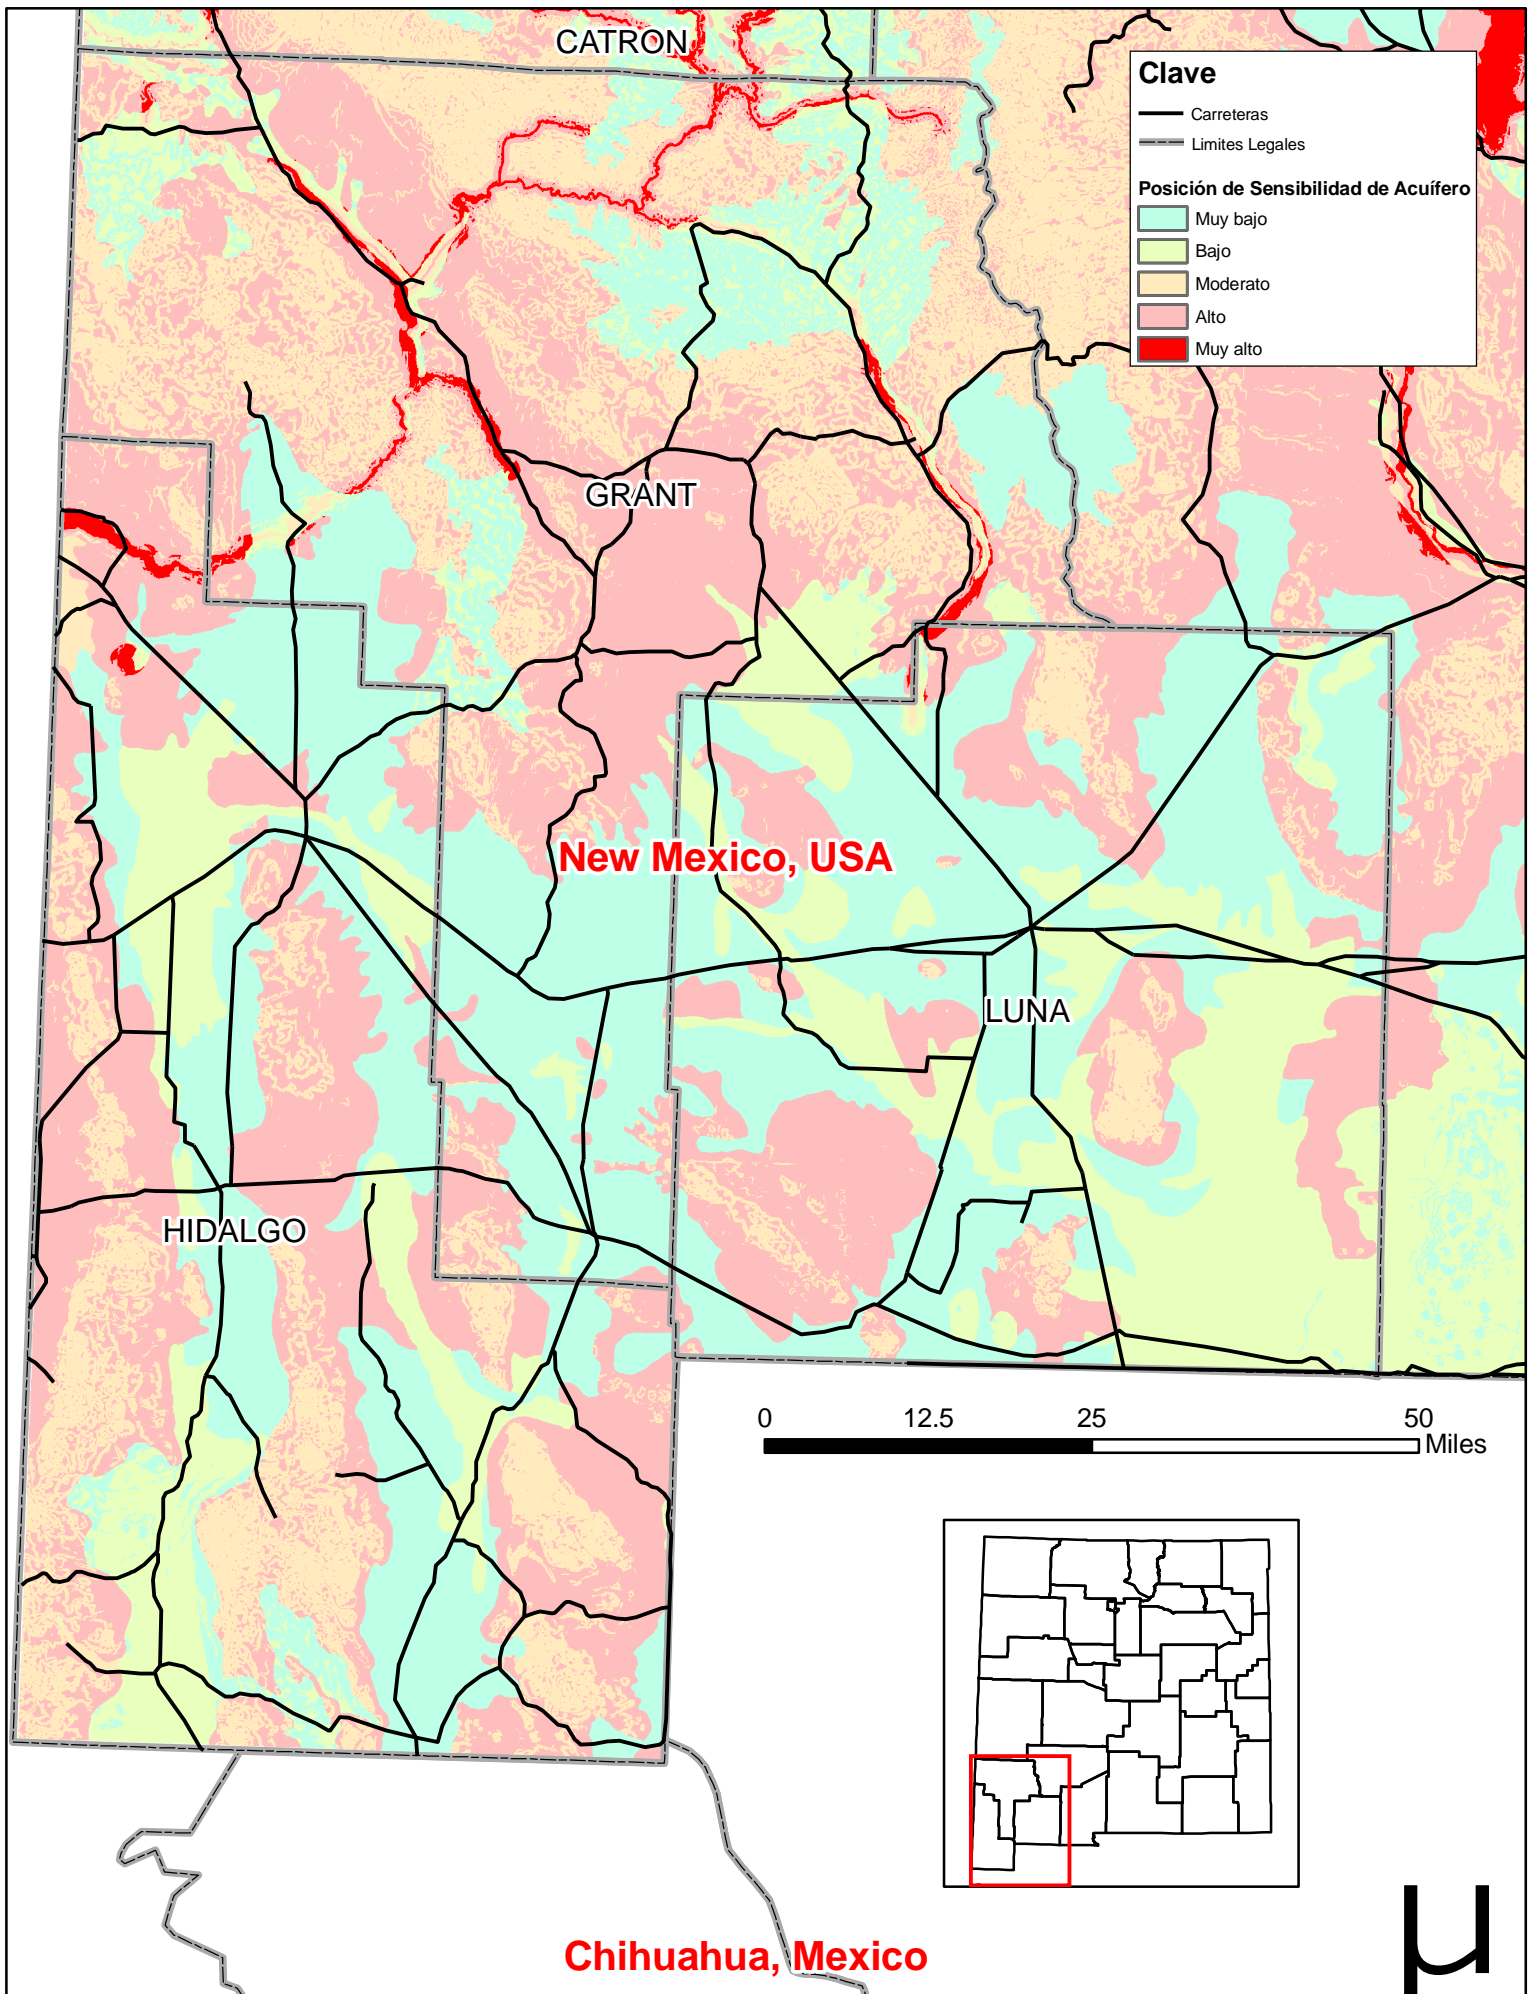 CATRON
Clave
Carreteras
Limites Legales
Posición de Sensibilidad de Acuífero
Muy bajo
Bajo
Moderato
Alto
Muy alto
GRANT
New Mexico, USA
LUNA
HIDALGO
0 12.5 25 50
Miles
Chihuahua, Mexico
µ